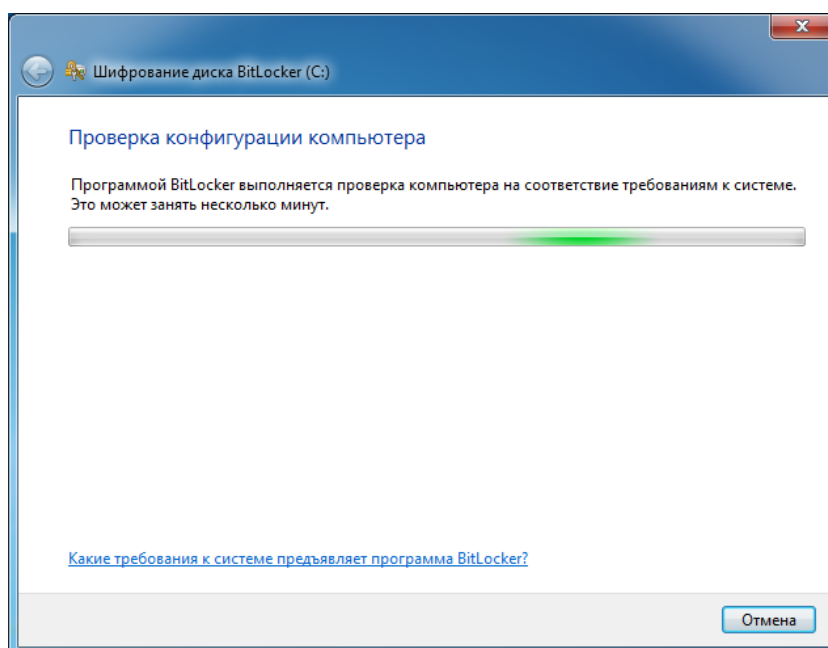 Шифрование диска BitLocker (C:)
Проверка конфигурации компьютера
Программой BitLocker выполняется проверка компьютера на соответствие требованиям к системе.
Это может занять несколько минут.
Какие требования к системе предъявляет программа BitLocker?
Отмена